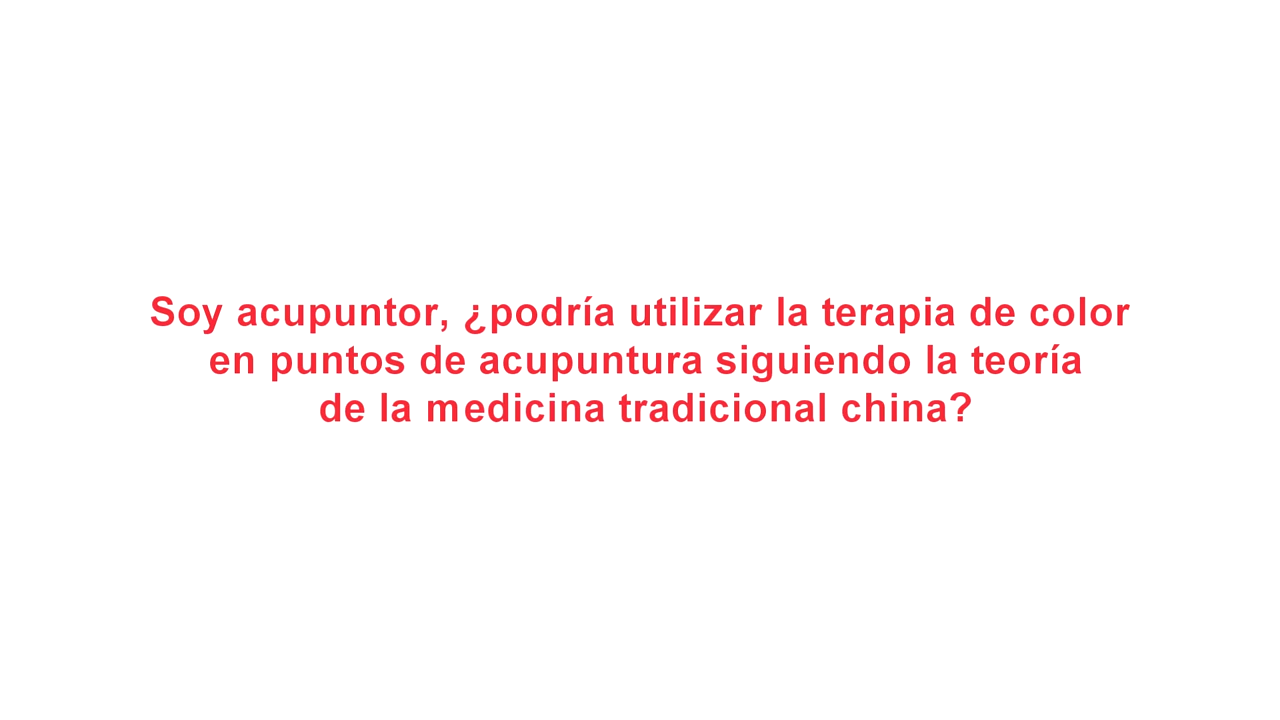 Soy acupuntor, ¿podría utilizar la terapia de color
en puntos de acupuntura siguiendo la teoría
de la medicina tradicional china?